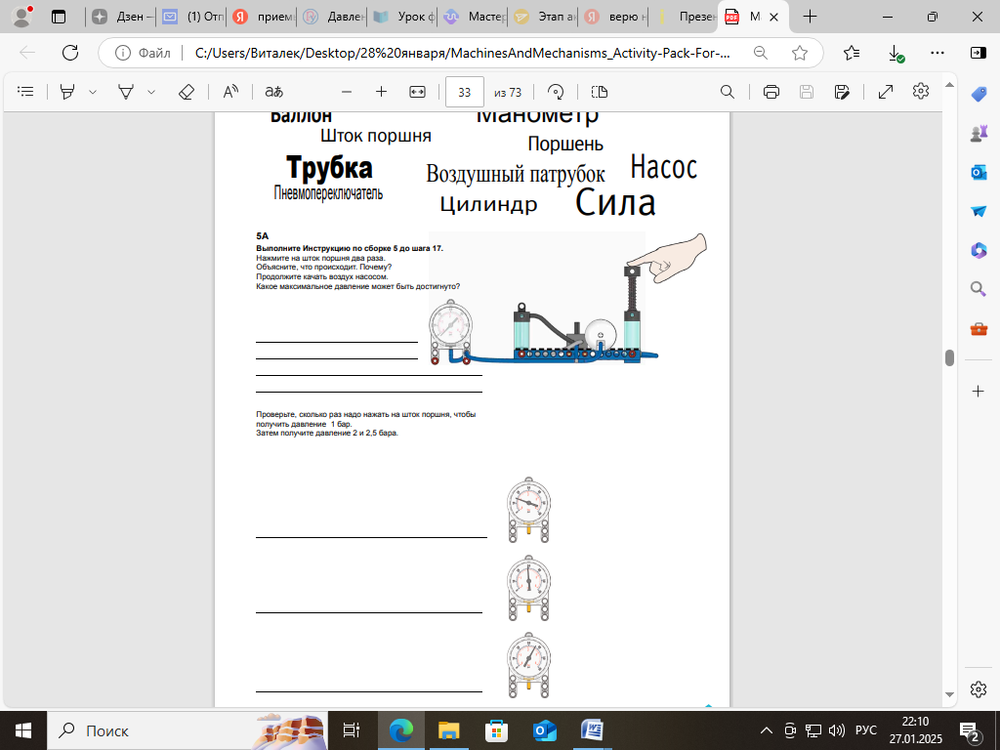 Дзен —
(1) Отп
прием
Давлен
Урок ф
Мастер
Этап ак
верю н
Презен
М
Файл
C:/Users/Виталек/Desktop/28%20января/MachinesAndMechanisms_Activity-Pack-For-...
аあ
33
из 73
Баллон
Манометр
Шток поршня
Поршень
Трубка
Воздушный патрубок
Насос
Пневмопереключатель
Цилиндр
Сила
5A
Выполните Инструкцию по сборке 5 до шага 17.
Нажмите на шток поршня два раза.
Объясните, что происходит. Почему?
Продолжите качать воздух насосом.
Какое максимальное давление может быть достигнуто?
Проверьте, сколько раз надо нажать на шток поршня, чтобы
получить давление 1 бар.
Затем получите давление 2 и 2,5 бара.
Поиск
РУС
22:10
27.01.2025
2